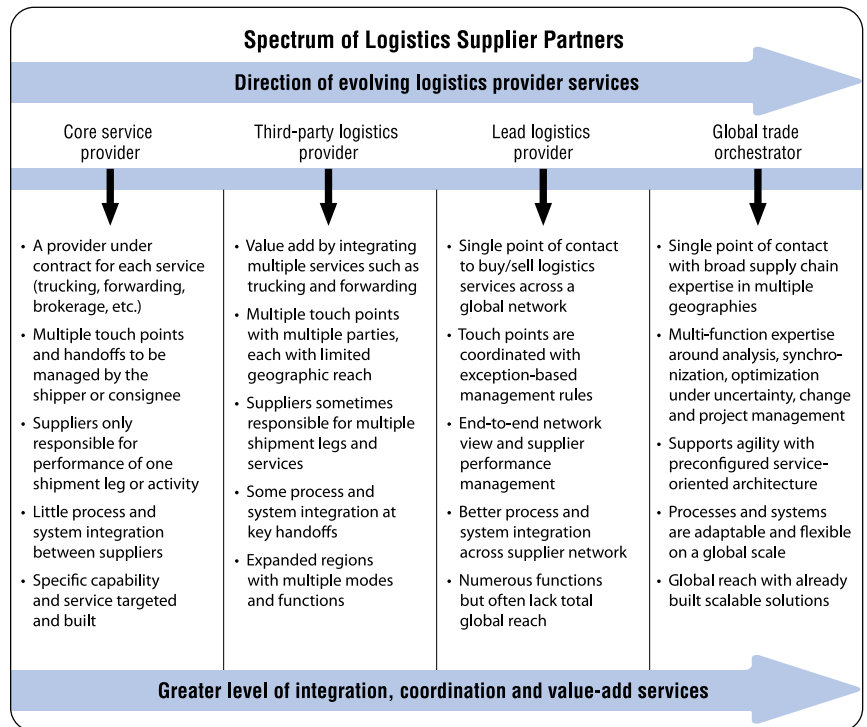 Spectrum of Logistics Supplier Partners
Direction of evolving logistics provider services
Core service
provider
Third-party logistics
provider
Lead logistics
provider
Global trade
orchestrator
• A provider under
contract for each service
(trucking, forwarding,
brokerage, etc.)
• Multiple touch points
and handoffs to be
managed by the
shipper or consignee
• Suppliers only
responsible for
performance of one
shipment leg or activity
• Little process and
system integration
between suppliers
• Specific capability
and service targeted
and built
• Value add by integrating
multiple services such as
trucking and forwarding
• Multiple touch points
with multiple parties,
each with limited
geographic reach
• Suppliers sometimes
responsible for multiple
shipment legs and
services
• Some process and
system integration at
key handoffs
• Expanded regions
with multiple modes
and functions
• Single point of contact
to buy/sell logistics
services across a
global network
• Touch points are
coordinated with
exception-based
management rules
• End-to-end network
view and supplier
performance
management
• Better process and
system integration
across supplier network
• Numerous functions
but often lack total
global reach
• Single point of contact
with broad supply chain
expertise in multiple
geographies
• Multi-function expertise
around analysis, synchro-
nization, optimization
under uncertainty, change
and project management
• Supports agility with
preconfigured service-
oriented architecture
• Processes and systems
are adaptable and flexible
on a global scale
• Global reach with already
built scalable solutions
Greater level of integration, coordination and value-add services